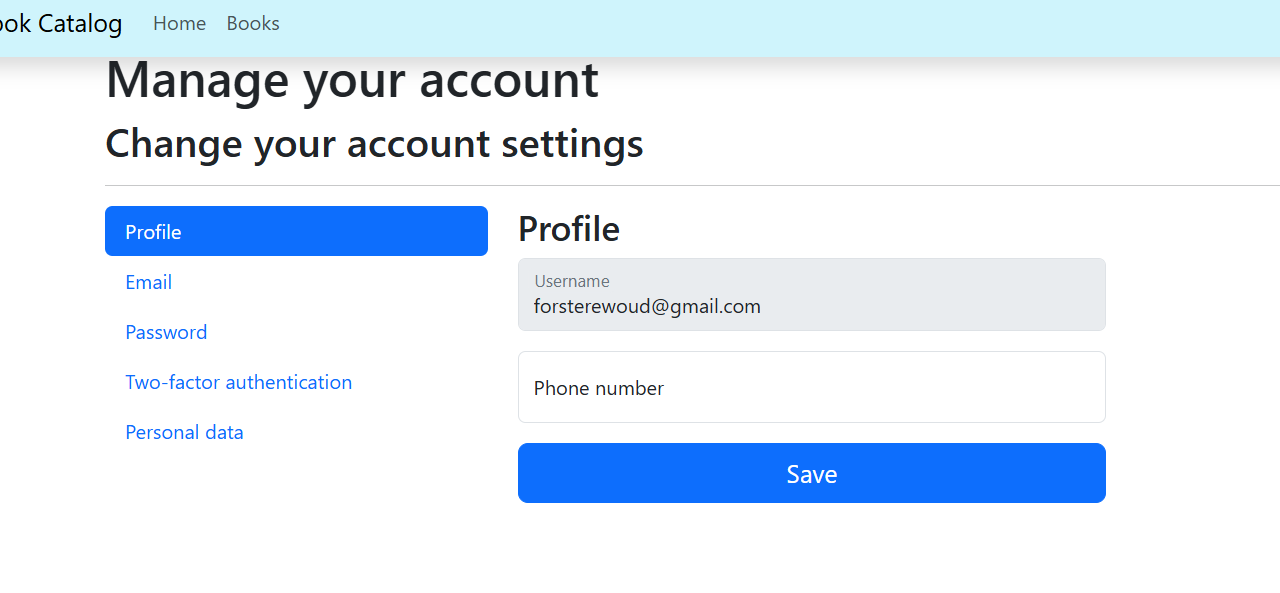 ook Catalog Home Books
Manage your account
Change your account settings
Profile
Email
Password
Two-factor authentication
Personal data
Profile
Username
forsterewoud@gmail.com
Phone number
Save